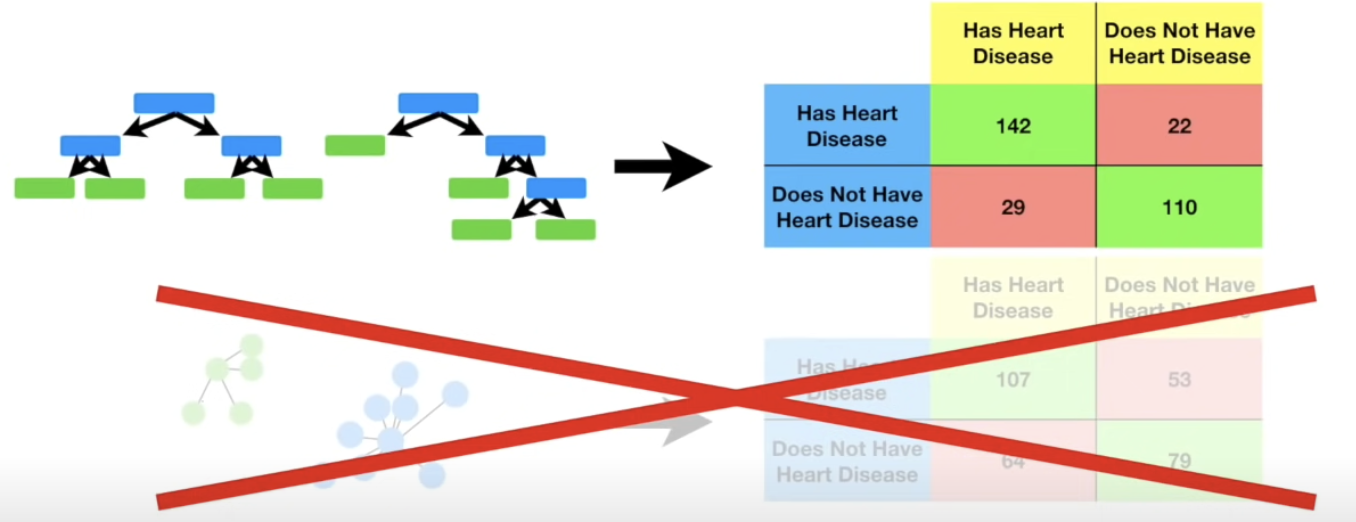 Has Heart
Disease
Does Not Have
Heart Disease
Has Heart
Disease
142
22
Does Not Have
Heart Disease
29
110
Has Heart
Disease
Does Not Have
Heart Disease
Has Heart
Disease
107
53
Does Not Have
Heart Disease
64
79